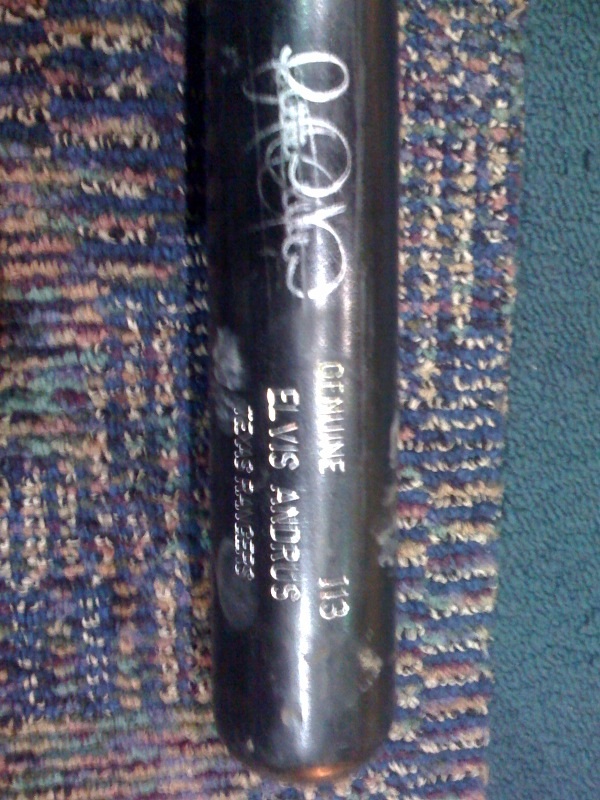 GENUINE 113
ELVIS ANDRUS
TEXAS RANGERS